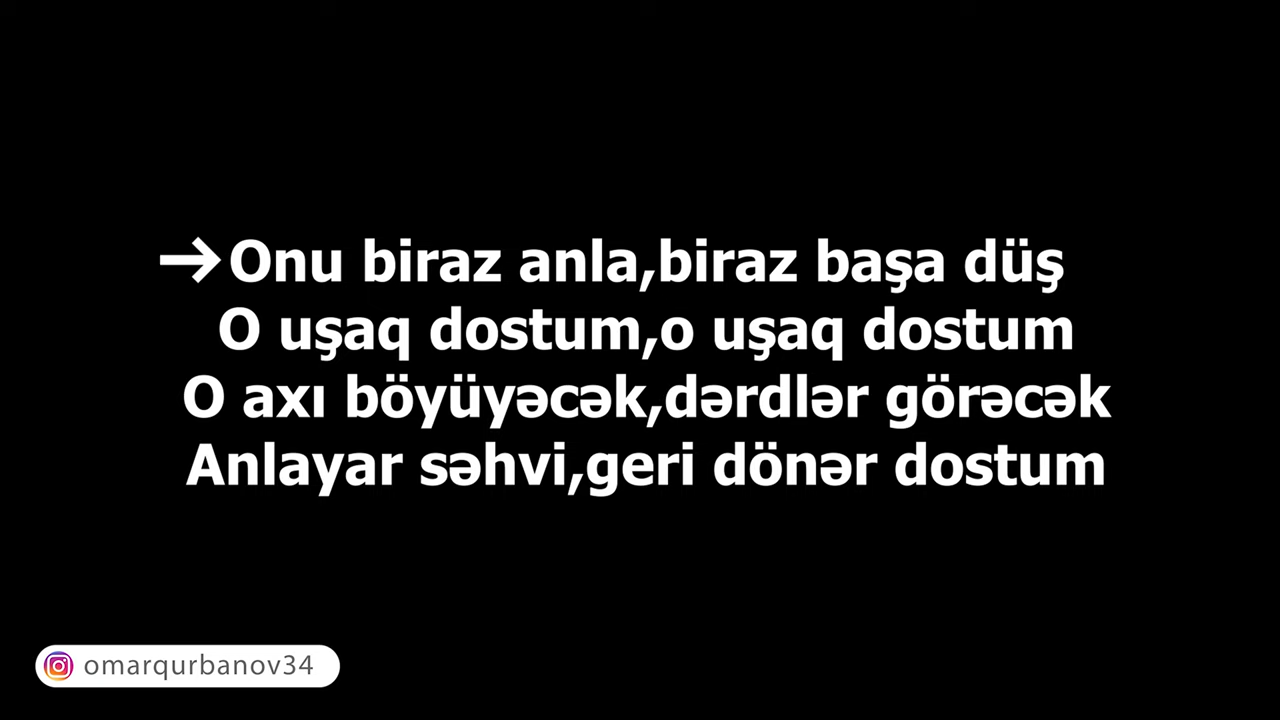 →Onu biraz anla,biraz başa düş
O uşaq dostum,o uşaq dostum
O axı böyüyəcək,dərdlər görəcək
Anlayar səhvi,geri dönər dostum
omarqurbanov34